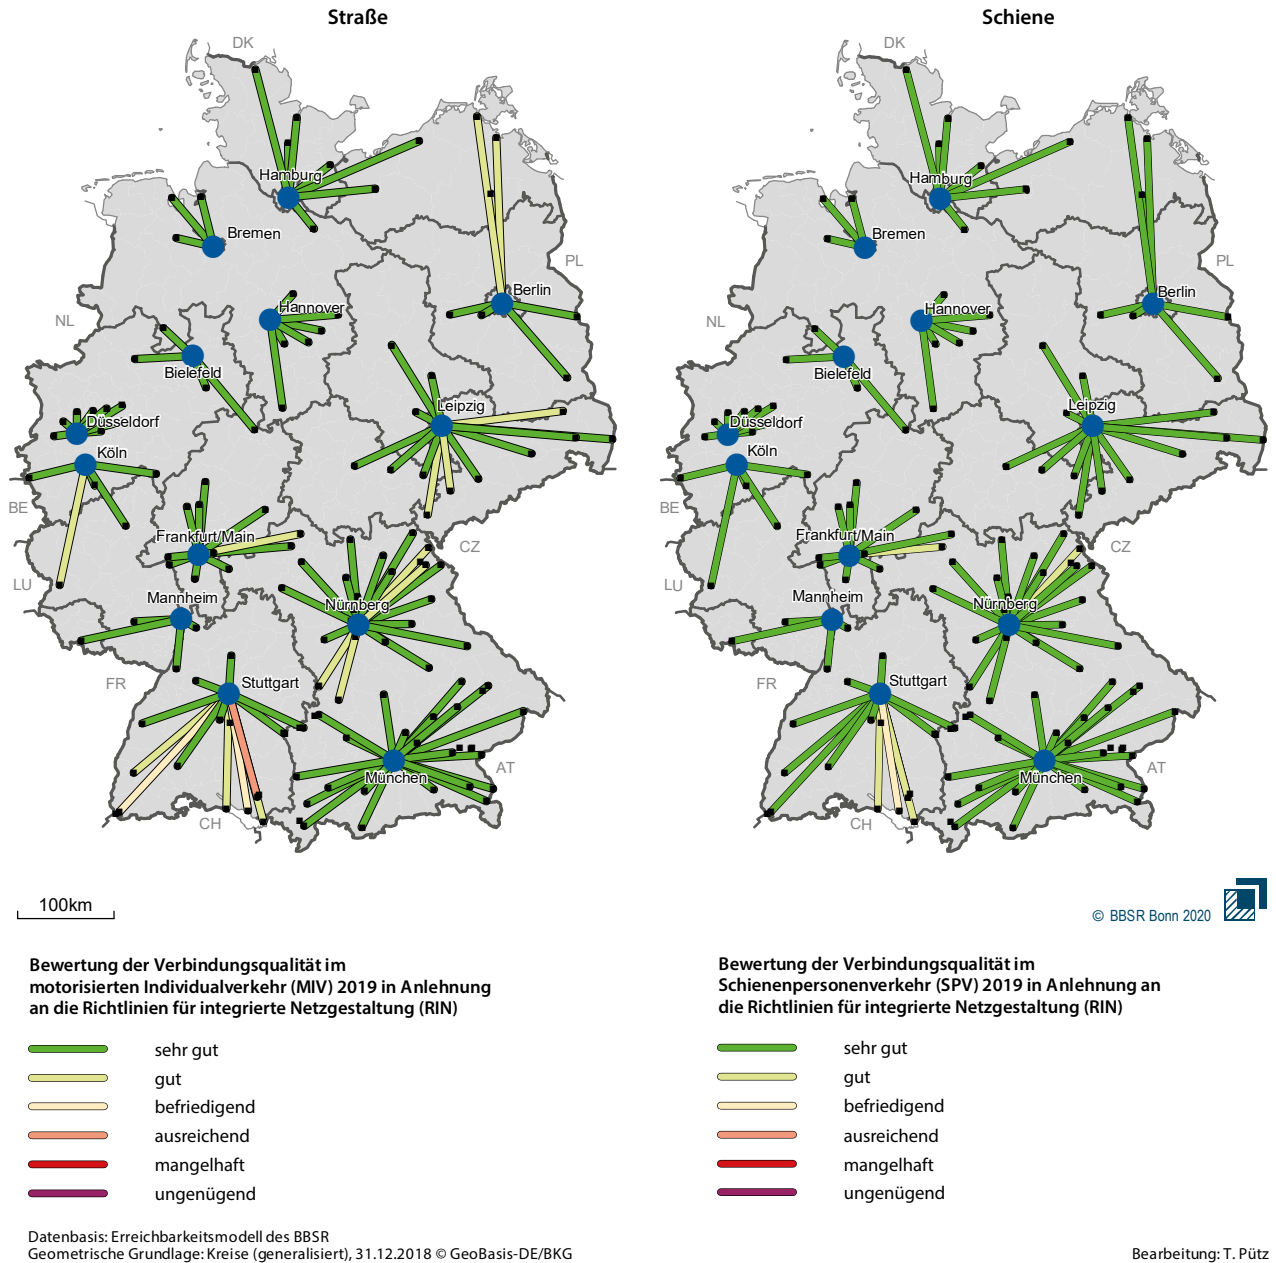 Straße
Schiene
DK
Hamburg
Bremen
PL
Berlin
Hannover
NL
Bielefeld
Leipzig
Düsseldorf
Köln
BE
Frankfurt/Main
CZ
LU
Mannheim
Nürnberg
FR
Stuttgart
München
AT
CH
DK
Hamburg
Bremen
PL
Berlin
Hannover
NL
Bielefeld
Leipzig
Düsseldorf
Köln
BE
Frankfurt/Main
CZ
LU
Mannheim
Nürnberg
FR
Stuttgart
München
AT
CH
100km
© BBSR Bonn 2020
Bewertung der Verbindungsqualität im
motorisierten Individualverkehr (MIV) 2019 in Anlehnung
an die Richtlinien für integrierte Netzgestaltung (RIN)
sehr gut
gut
befriedigend
ausreichend
mangelhaft
ungenügend
Bewertung der Verbindungsqualität im
Schienenpersonenverkehr (SPV) 2019 in Anlehnung an
die Richtlinien für integrierte Netzgestaltung (RIN)
sehr gut
gut
befriedigend
ausreichend
mangelhaft
ungenügend
Datenbasis: Erreichbarkeitsmodell des BBSR
Geometrische Grundlage: Kreise (generalisiert), 31.12.2018 © GeoBasis-DE/BKG
Bearbeitung: T. Pütz